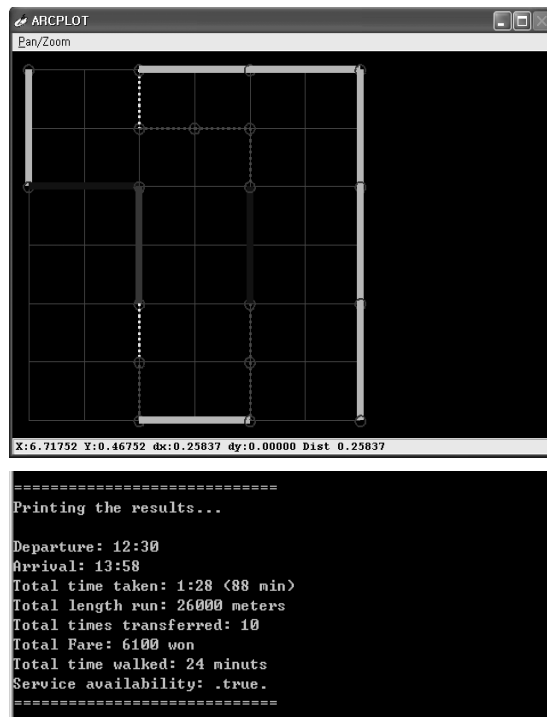 ARCPLOT
Pan/Zoom
X:6.71752 Y:0.46752 dx:0.25837 dy:0.00000 Dist 0.25837
=============================
Printing the results...
Departure: 12:30
Arrival: 13:58
Total time taken: 1:28 (88 min)
Total length run: 26000 meters
Total times transferred: 10
Total Fare: 6100 won
Total time walked: 24 minuts
Service availability: .true.
=============================